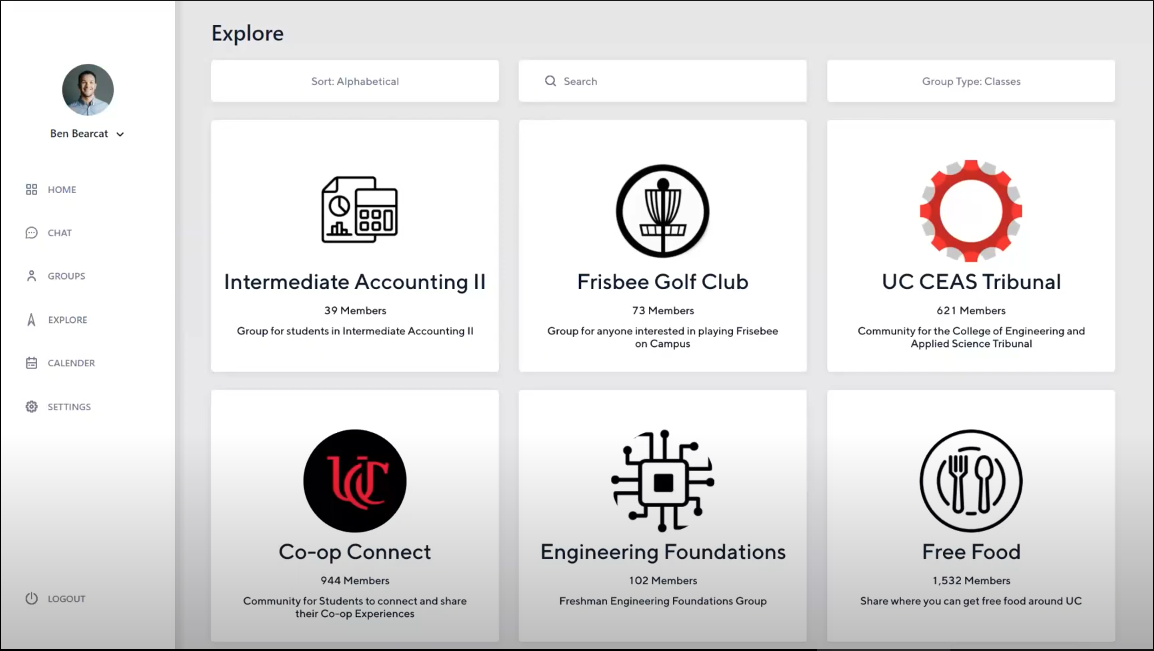 Explore
Ben Bearcat
HOME
CHAT
GROUPS
EXPLORE
CALENDER
SETTINGS
LOGOUT
Sort: Alphabetical
Search
Group Type: Classes
Intermediate Accounting II
39 Members
Group for students in Intermediate Accounting II
Frisbee Golf Club
73 Members
Group for anyone interested in playing Frisebee
on Campus
UC CEAS Tribunal
621 Members
Community for the College of Engineering and
Applied Science Tribunal
UC
Co-op Connect
944 Members
Community for Students to connect and share
their Co-op Experiences
Engineering Foundations
102 Members
Freshman Engineering Foundations Group
Free Food
1,532 Members
Share where you can get free food around UC